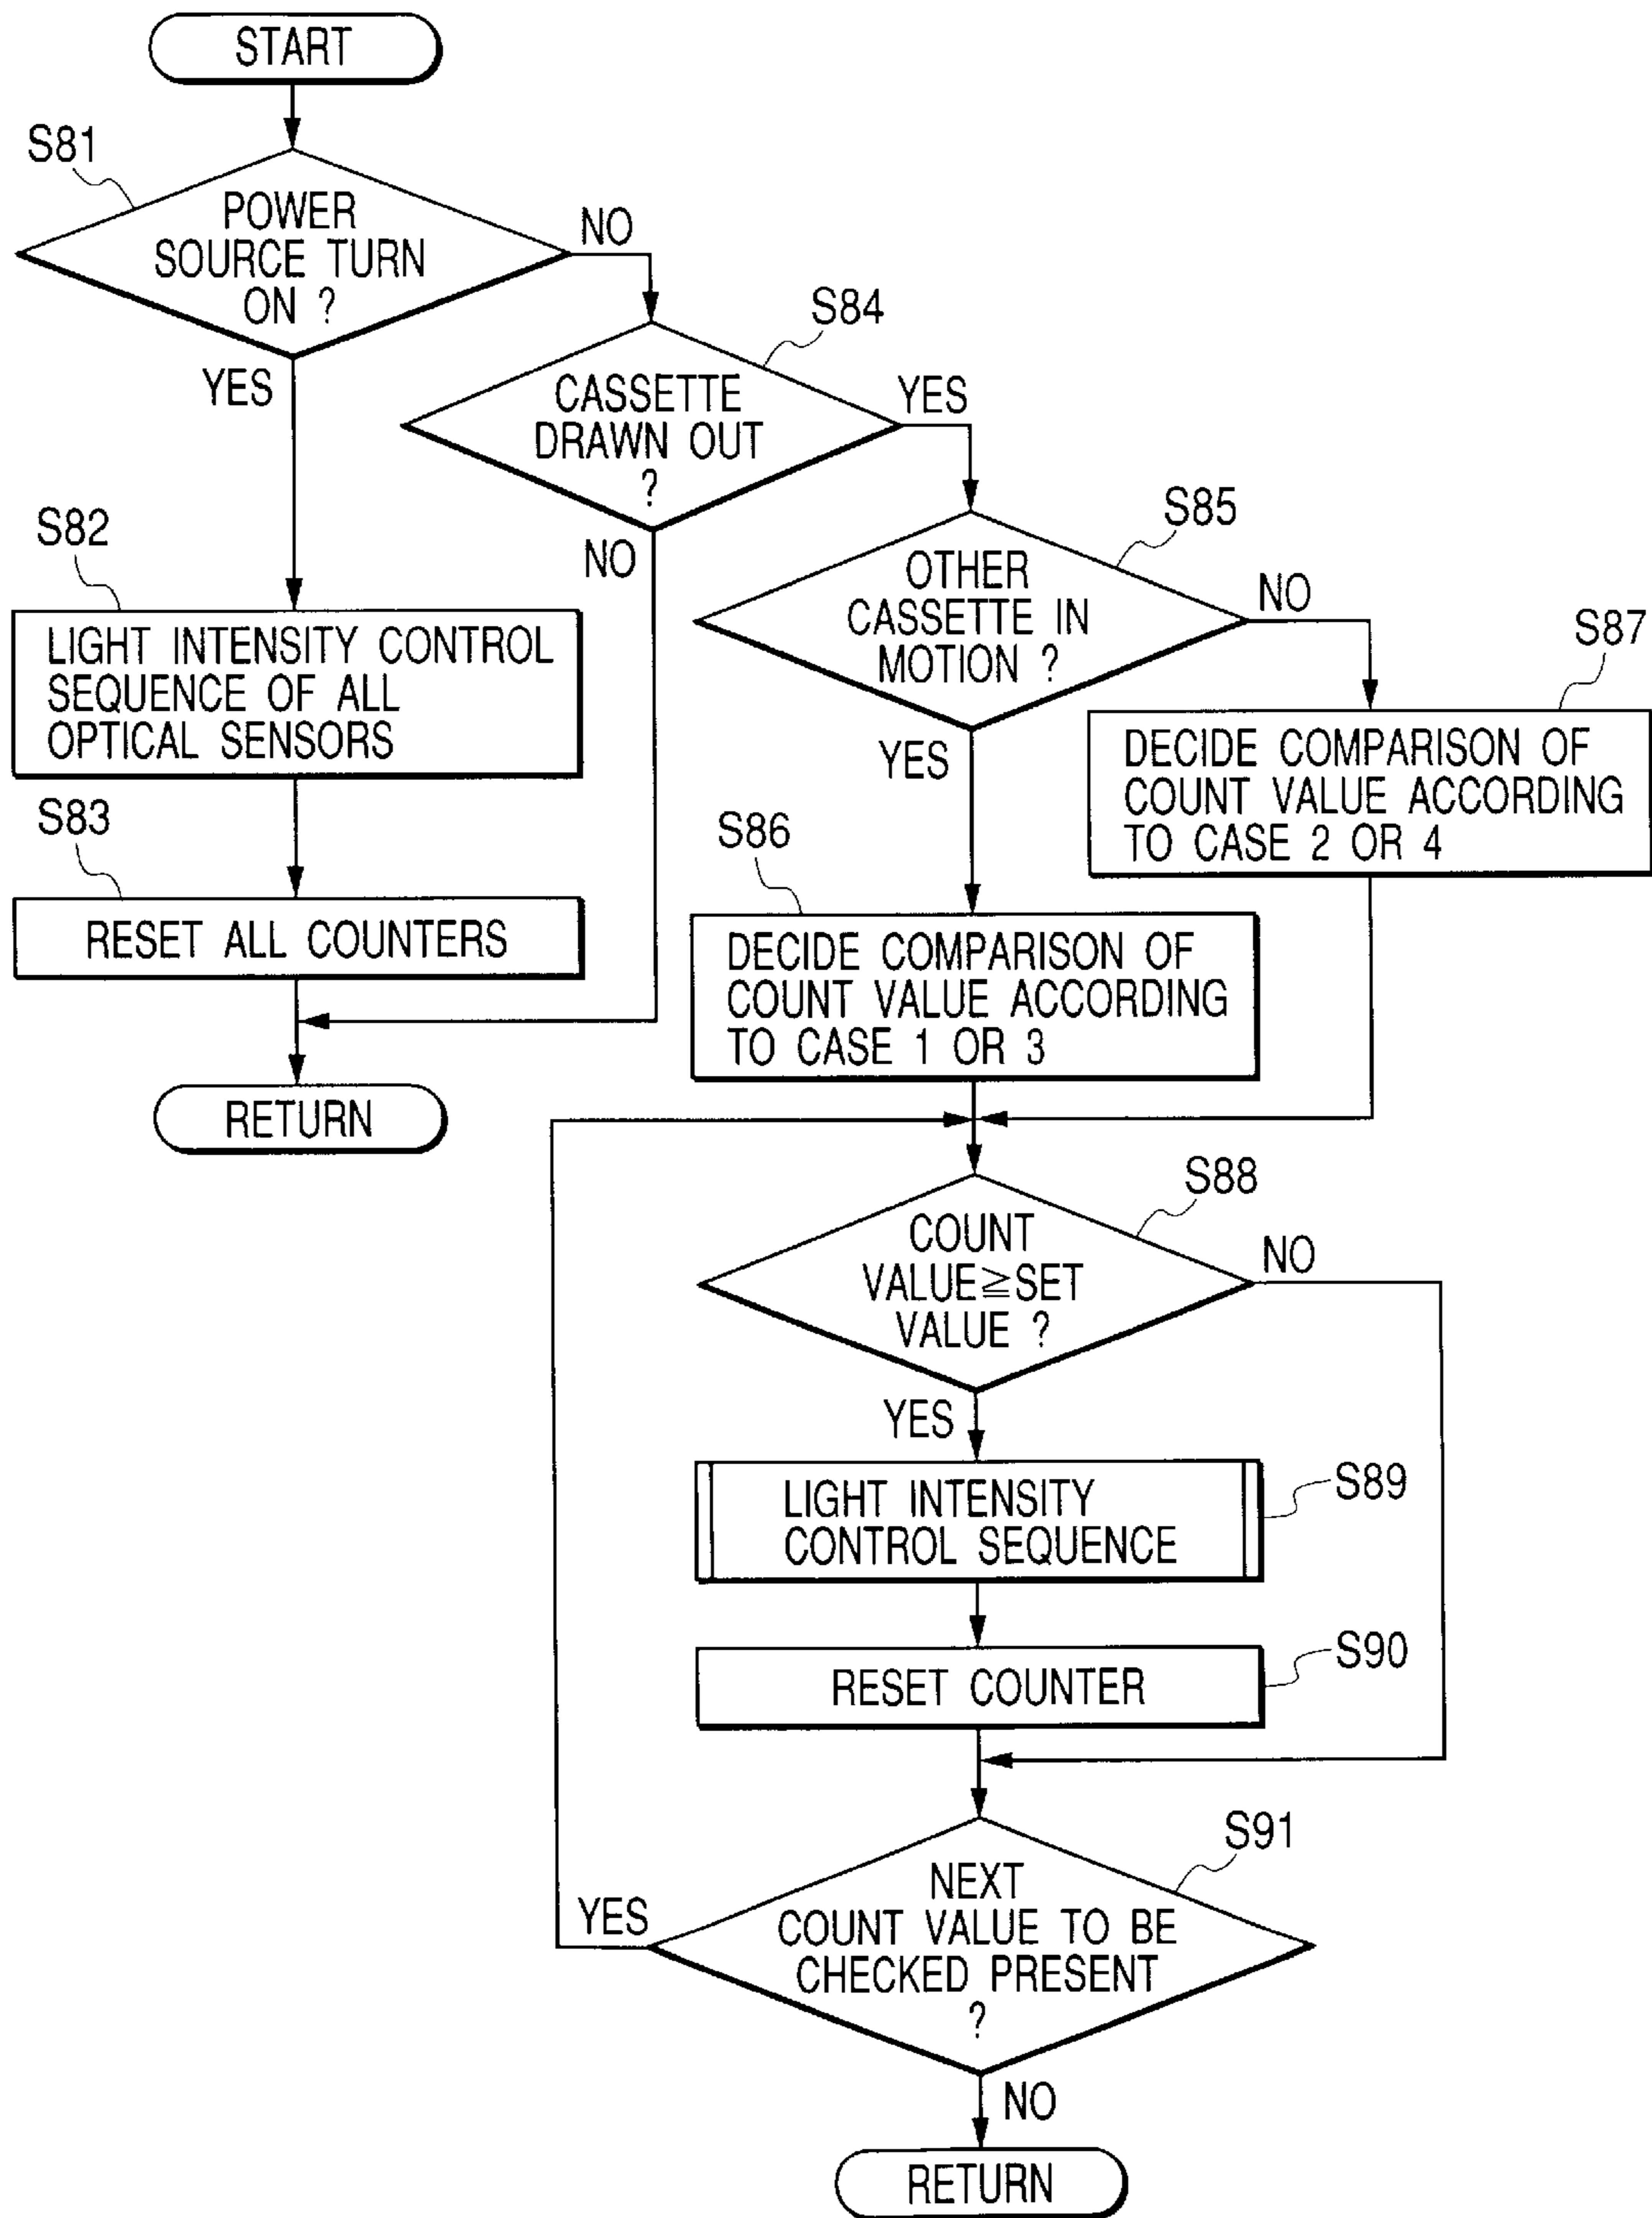 START
S81
POWER
SOURCE TURN
ON ?
NO
YES
S84
CASSETTE
DRAWN OUT
?
YES
NO
S85
OTHER
CASSETTE IN
MOTION ?
NO
YES
S82
LIGHT INTENSITY CONTROL
SEQUENCE OF ALL
OPTICAL SENSORS
S83
RESET ALL COUNTERS
RETURN
S87
DECIDE COMPARISON OF
COUNT VALUE ACCORDING
TO CASE 2 OR 4
S86
DECIDE COMPARISON OF
COUNT VALUE ACCORDING
TO CASE 1 OR 3
S88
COUNT
VALUE≧SET
VALUE ?
NO
YES
LIGHT INTENSITY
CONTROL SEQUENCE
S89
RESET COUNTER
S90
S91
NEXT
COUNT VALUE TO BE
CHECKED PRESENT
?
YES
NO
RETURN